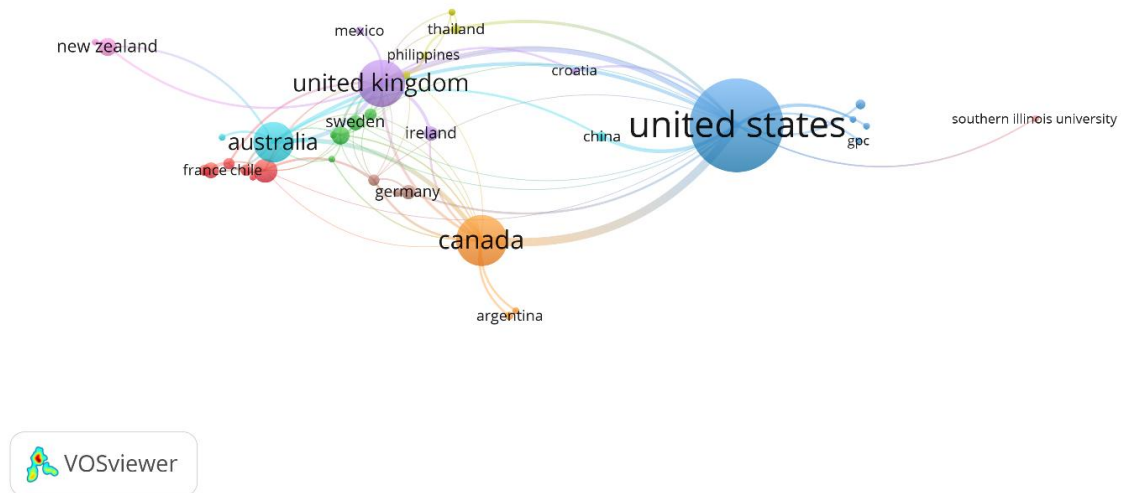 mexico
thailand
new zealand
philippines
croatia
united kingdom
southern illinois university
sweden
united states
ireland
china
australia
gpc
france chile
germany
canada
argentina
VOSviewer